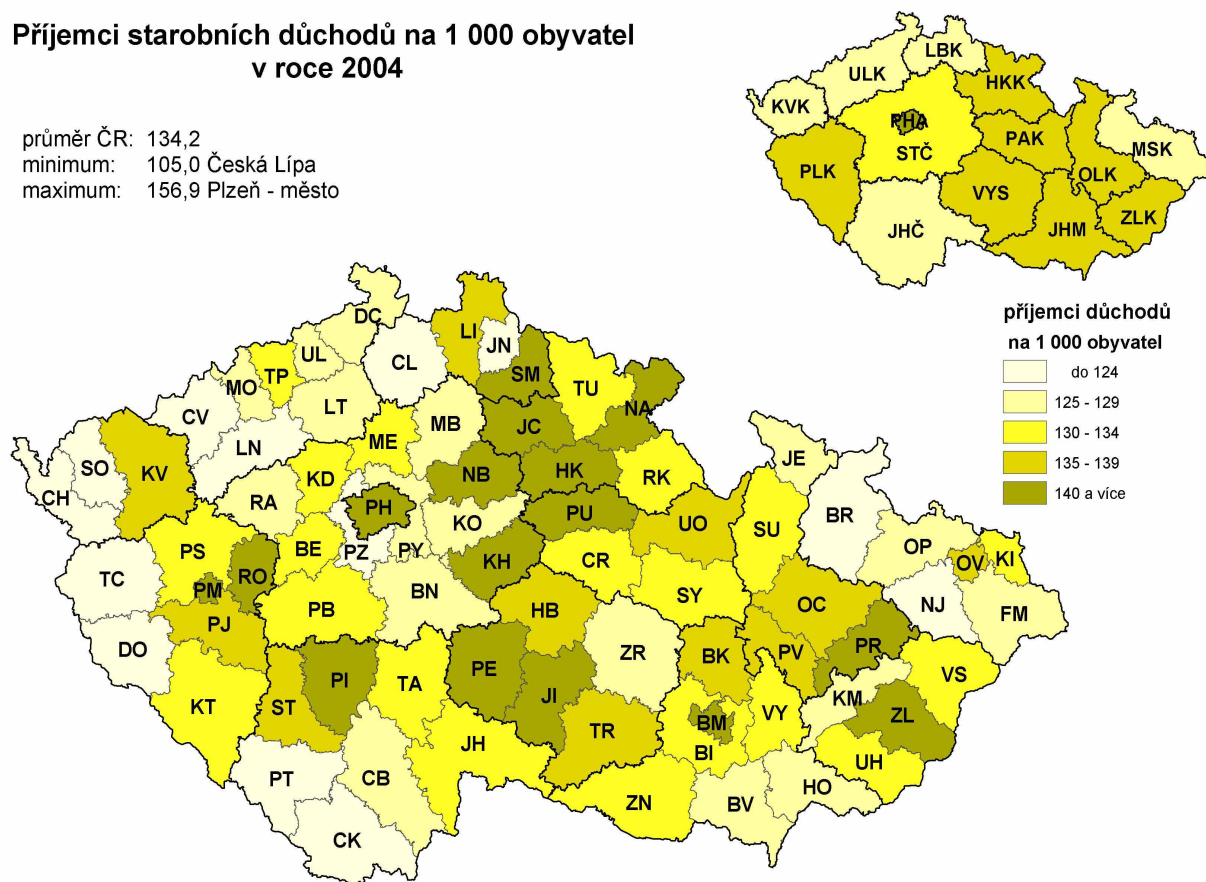 Příjemci starobních důchodů na 1 000 obyvatel
v roce 2004
průměr ČR: 134,2
minimum: 105,0 Česká Lípa
maximum: 156,9 Plzeň - město
LBK
ULK
HKK
KVK
PHA
PAK
MSK
STČ
PLK
OLK
VYS
ZLK
JHČ
JHM
příjemci důchodů
na 1 000 obyvatel
do 124
125 - 129
130 - 134
135 - 139
140 a více
DC
LI
UL
JN
CL
TP
SM
MO
TU
NA
LT
CV
MB
JC
ME
LN
SO
HK
KV
NB
KD
RK
CH
RA
JE
PH
PU
KO
BR
UO
SU
PS
BE
PZ
PY
KH
CR
OP
OV
KI
TC
RO
PM
BN
SY
PB
OC
NJ
HB
FM
PJ
DO
ZR
BK
PV
PR
PE
PI
TA
VS
JI
KM
KT
ST
ZL
TR
BM
VY
JH
BI
UH
PT
CB
HO
ZN
BV
CK